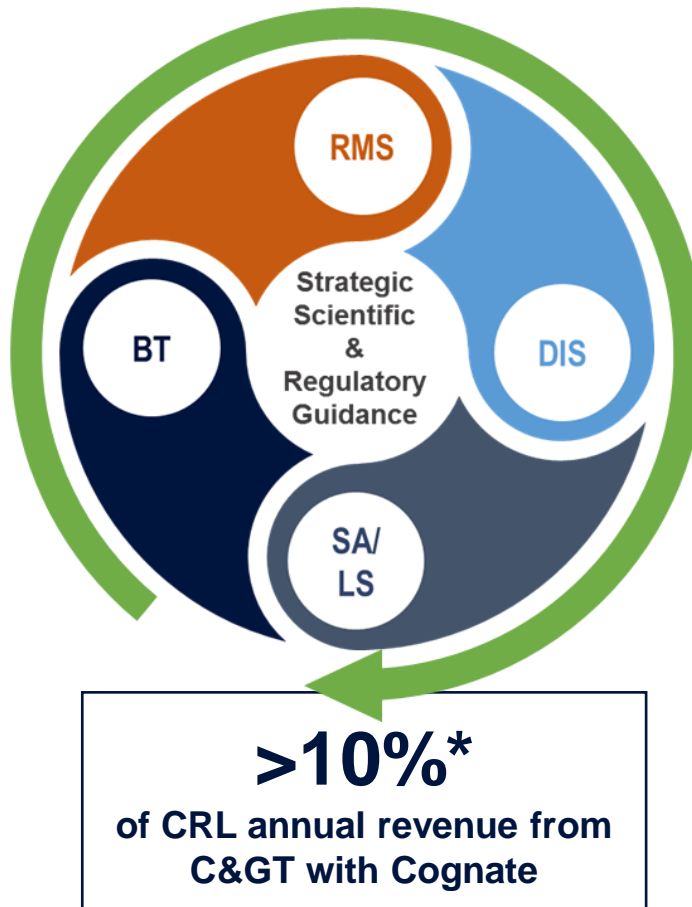 RMS
DIS
BT
Strategic
Scientific
&
Regulatory
Guidance
SA/
LS
>10%*
of CRL annual revenue from
C&GT with Cognate